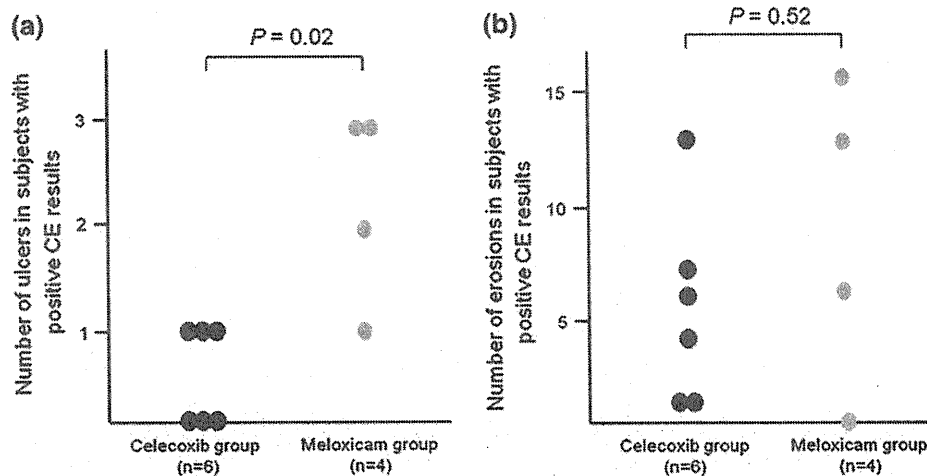 (a)
P = 0.02
Number of ulcers in subjects with
positive CE results
3
2
1
Celecoxib group
(n=6)
Meloxicam group
(n=4)
(b)
P = 0.52
Number of erosions in subjects with
positive CE results
15
10
5
Celecoxib group
(n=6)
Meloxicam group
(n=4)